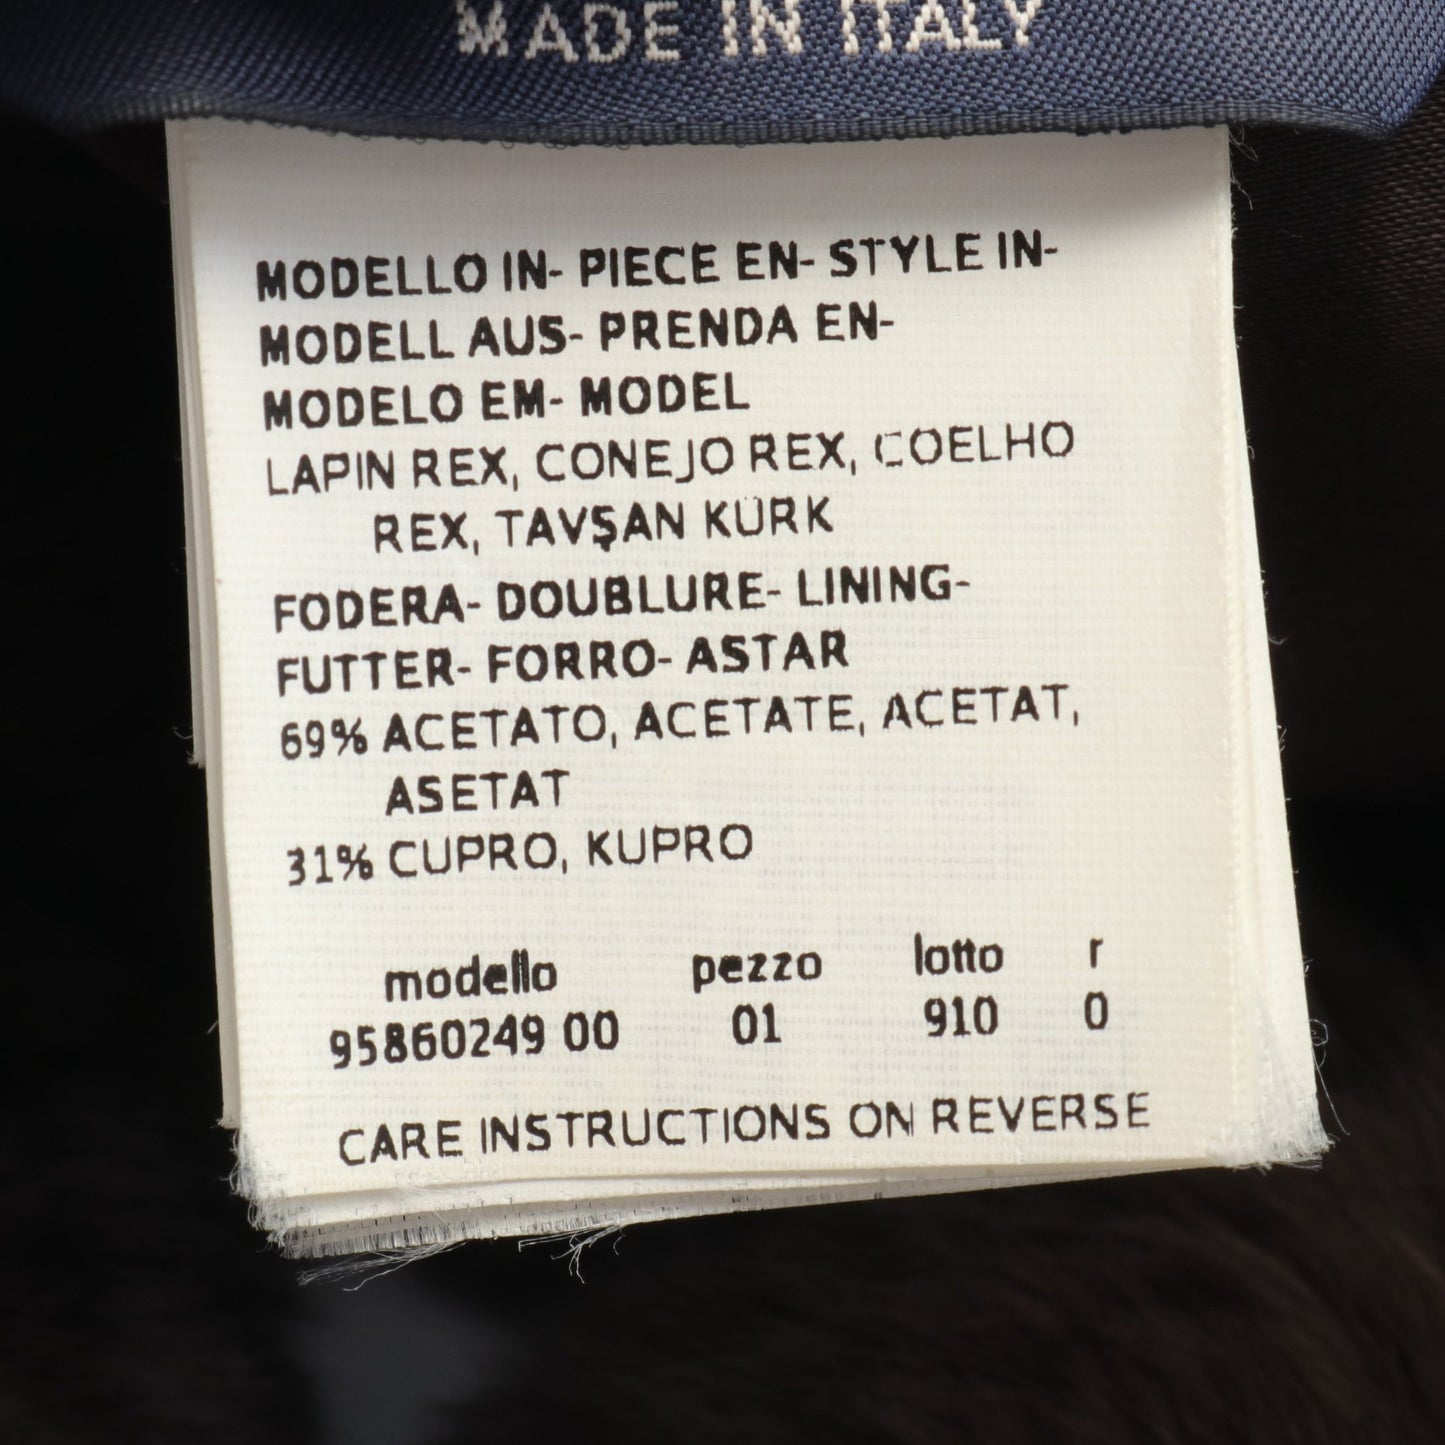 MADE IN ITALY
MODELLO IN- PIECE EN- STYLE IN-
MODELL AUS- PRENDA EN-
MODELO EM- MODEL
LAPIN REX, CONEJO REX, COELHO
REX, TAVŞAN KÜRK
FODERA- DOUBLURE- LINING-
FUTTER- FORRO- ASTAR
69% ACETATO, ACETATE, ACETAT,
ASETAT
31% CUPRO, KUPRO
modello pezzo lotto r
95860249 00 01 910 0
CARE INSTRUCTIONS ON REVERSE